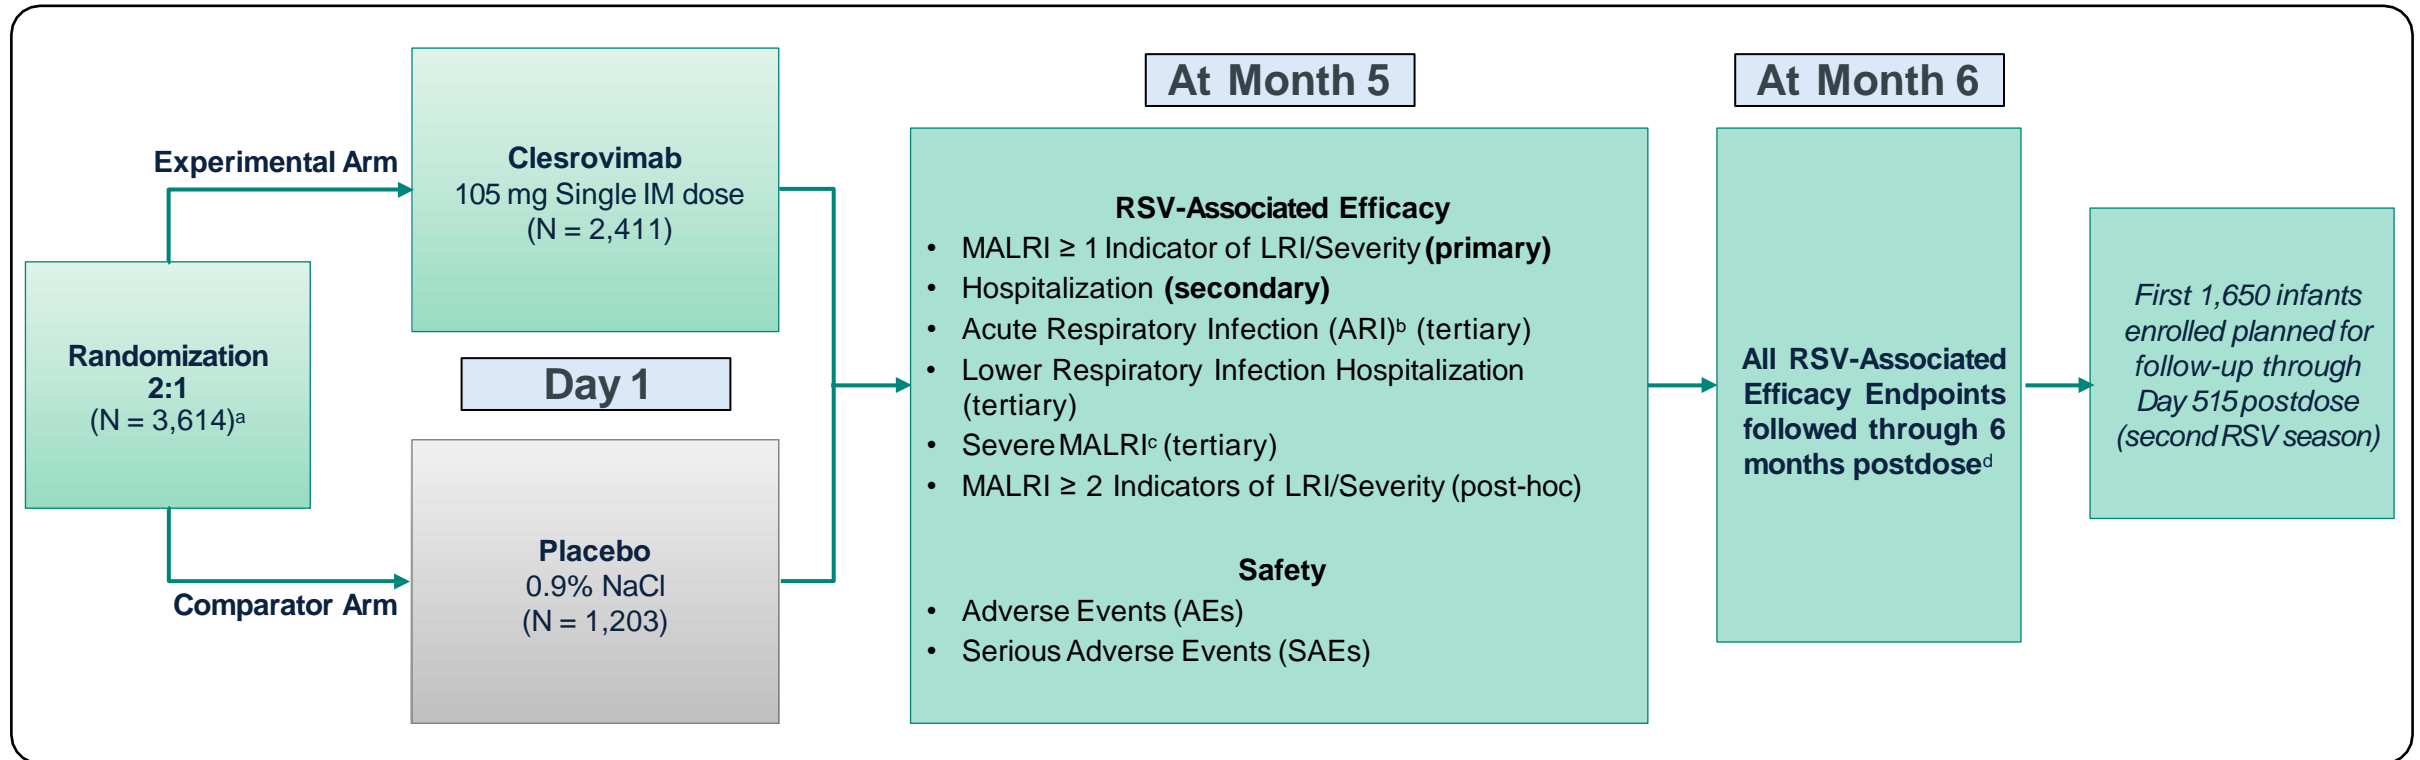 Randomization
2:1
(N = 3,614)a
Experimental Arm
Comparator Arm
Clesrovimab
105 mg Single IM dose
(N = 2,411)
Day 1
Placebo
0.9% NaCl
(N = 1,203)
At Month 5
RSV-Associated Efficacy
• MALRI ≥ 1 Indicator of LRI/Severity (primary)
• Hospitalization (secondary)
• Acute Respiratory Infection (ARI)b (tertiary)
• Lower Respiratory Infection Hospitalization
(tertiary)
• Severe MALRIc (tertiary)
• MALRI ≥ 2 Indicators of LRI/Severity (post-hoc)
Safety
• Adverse Events (AEs)
• Serious Adverse Events (SAEs)
At Month 6
All RSV-Associated
Efficacy Endpoints
followed through 6
months postdosed
First 1,650 infants
enrolled planned for
follow-up through
Day 515 postdose
(second RSV season)